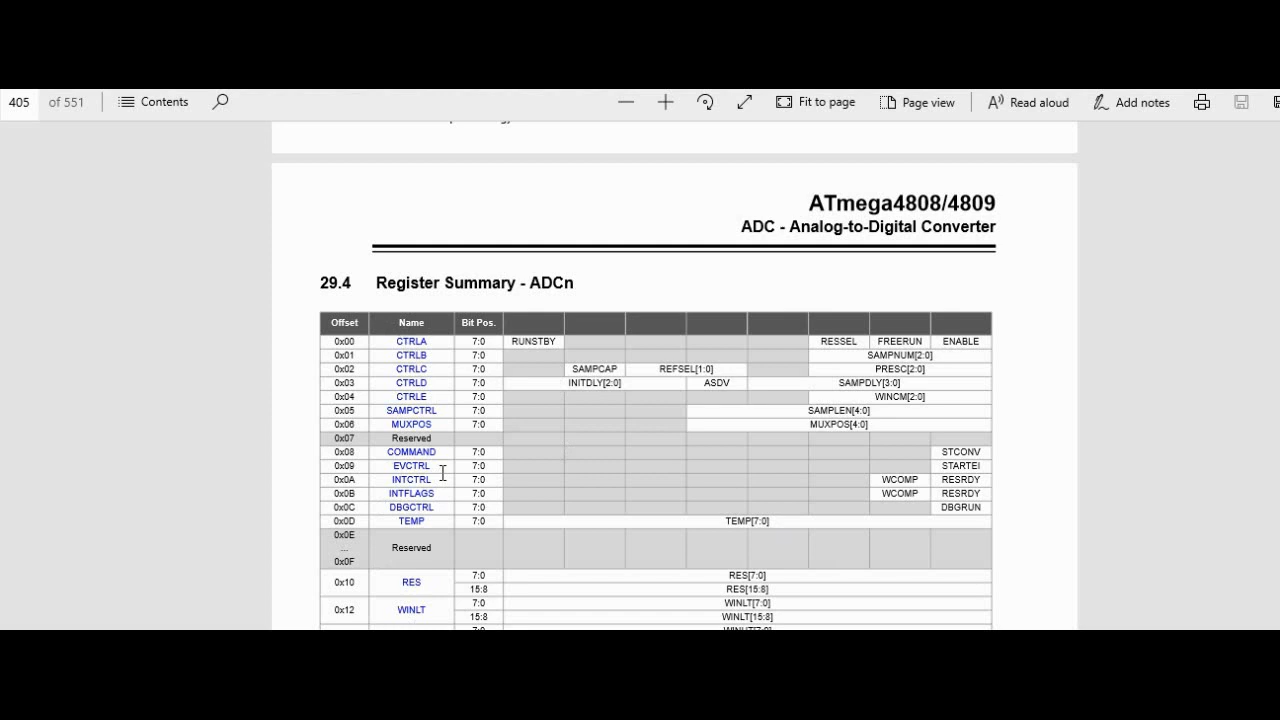 405 of 551 Contents Fit to page Page view Read aloud Add notes
ATmega4808/4809
ADC - Analog-to-Digital Converter
29.4 Register Summary - ADCn
Offset Name Bit Pos.
0x00 CTRLA 7:0 RUNSTBY RESSEL FREERUN ENABLE
0x01 CTRLB 7:0 SAMPNUM[2:0]
0x02 CTRLC 7:0 SAMPCAP REFSEL[1:0] PRESC[2:0]
0x03 CTRLD 7:0 INITDLY[2:0] ASDV SAMPDLY[3:0]
0x04 CTRLE 7:0 WINCM[2:0]
0x05 SAMPCTRL 7:0 SAMPLEN[4:0]
0x06 MUXPOS 7:0 MUXPOS[4:0]
0x07 Reserved
0x08 COMMAND 7:0 STCONV
0x09 EVCTRL 7:0 STARTEI
0x0A INTCTRL 7:0 WCOMP RESRDY
0x0B INTFLAGS 7:0 WCOMP RESRDY
0x0C DBGCTRL 7:0 DBGRUN
0x0D TEMP 7:0 TEMP[7:0]
0x0E
... Reserved
0x0F
0x10 RES 7:0 RES[7:0]
15:8 RES[15:8]
0x12 WINLT 7:0 WINLT[7:0]
15:8 WINLT[15:8]